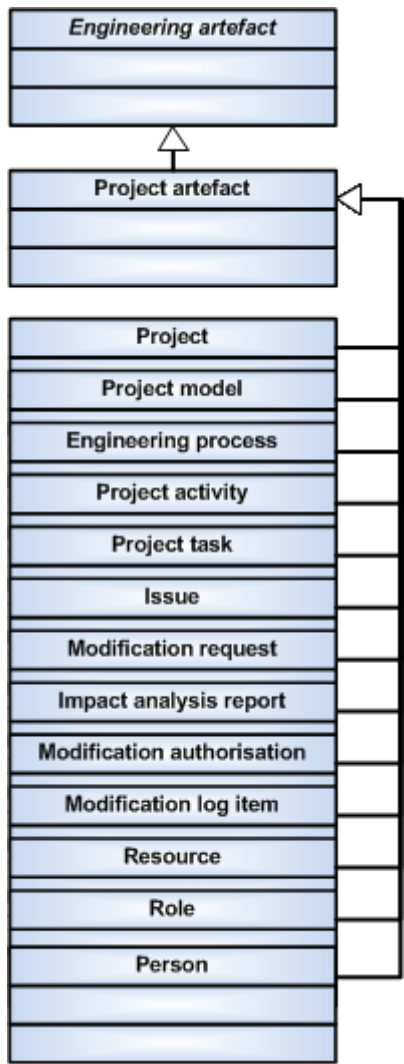 Engineering artefact
Project artefact
Project
Project model
Engineering process
Project activity
Project task
Issue
Modification request
Impact analysis report
Modification authorisation
Modification log item
Resource
Role
Person